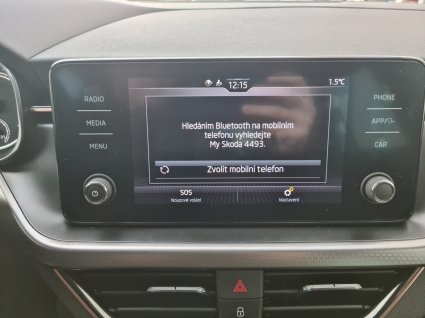 12:15
1.5°C
RADIO
MEDIA
MENU
PHONE
APP/
CAR
Hledáním Bluetooth na mobilním
telefonu vyhledejte
My Skoda 4493.
Zvolit mobilní telefon
SOS
Nouzové volání
Nastavení